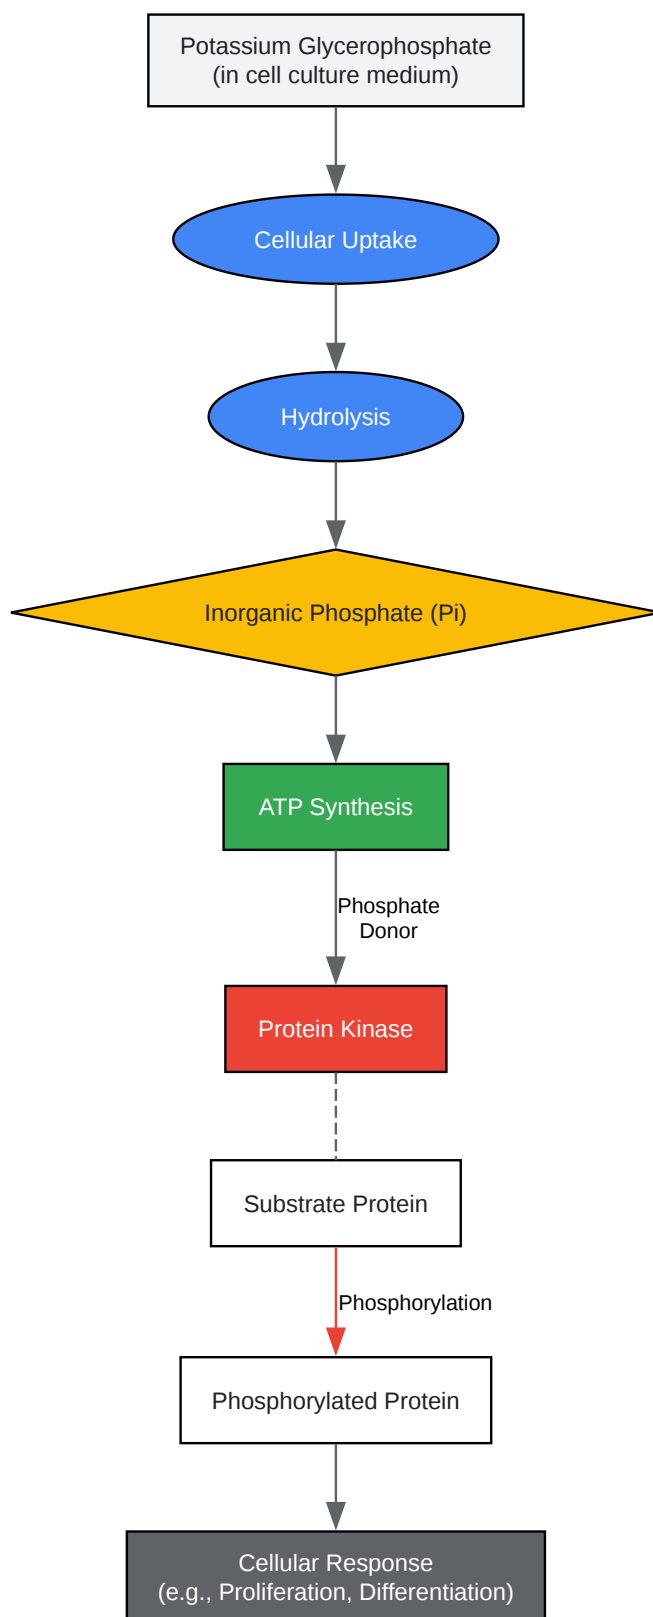 Potassium Glycerophosphate
(in cell culture medium)
Cellular Uptake
Hydrolysis
Inorganic Phosphate (Pi)
ATP Synthesis
Phosphate
Donor
Protein Kinase
Substrate Protein
Phosphorylation
Phosphorylated Protein
Cellular Response
(e.g., Proliferation, Differentiation)